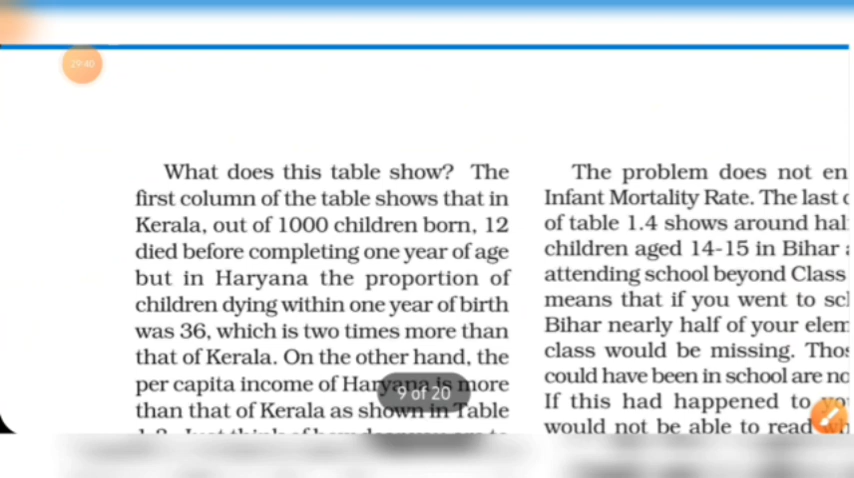 29:40
What does this table show? The
first column of the table shows that in
Kerala, out of 1000 children born, 12
died before completing one year of age
but in Haryana the proportion of
children dying within one year of birth
was 36, which is two times more than
that of Kerala. On the other hand, the
per capita income of Haryana is more
than that of Kerala as shown in Table
9 of 20
The problem does not en
Infant Mortality Rate. The last
of table 1.4 shows around hal
children aged 14-15 in Bihar
attending school beyond Class
means that if you went to scl
Bihar nearly half of your elem
class would be missing. Thos
could have been in school are no
If this had happened to yo
would not be able to read